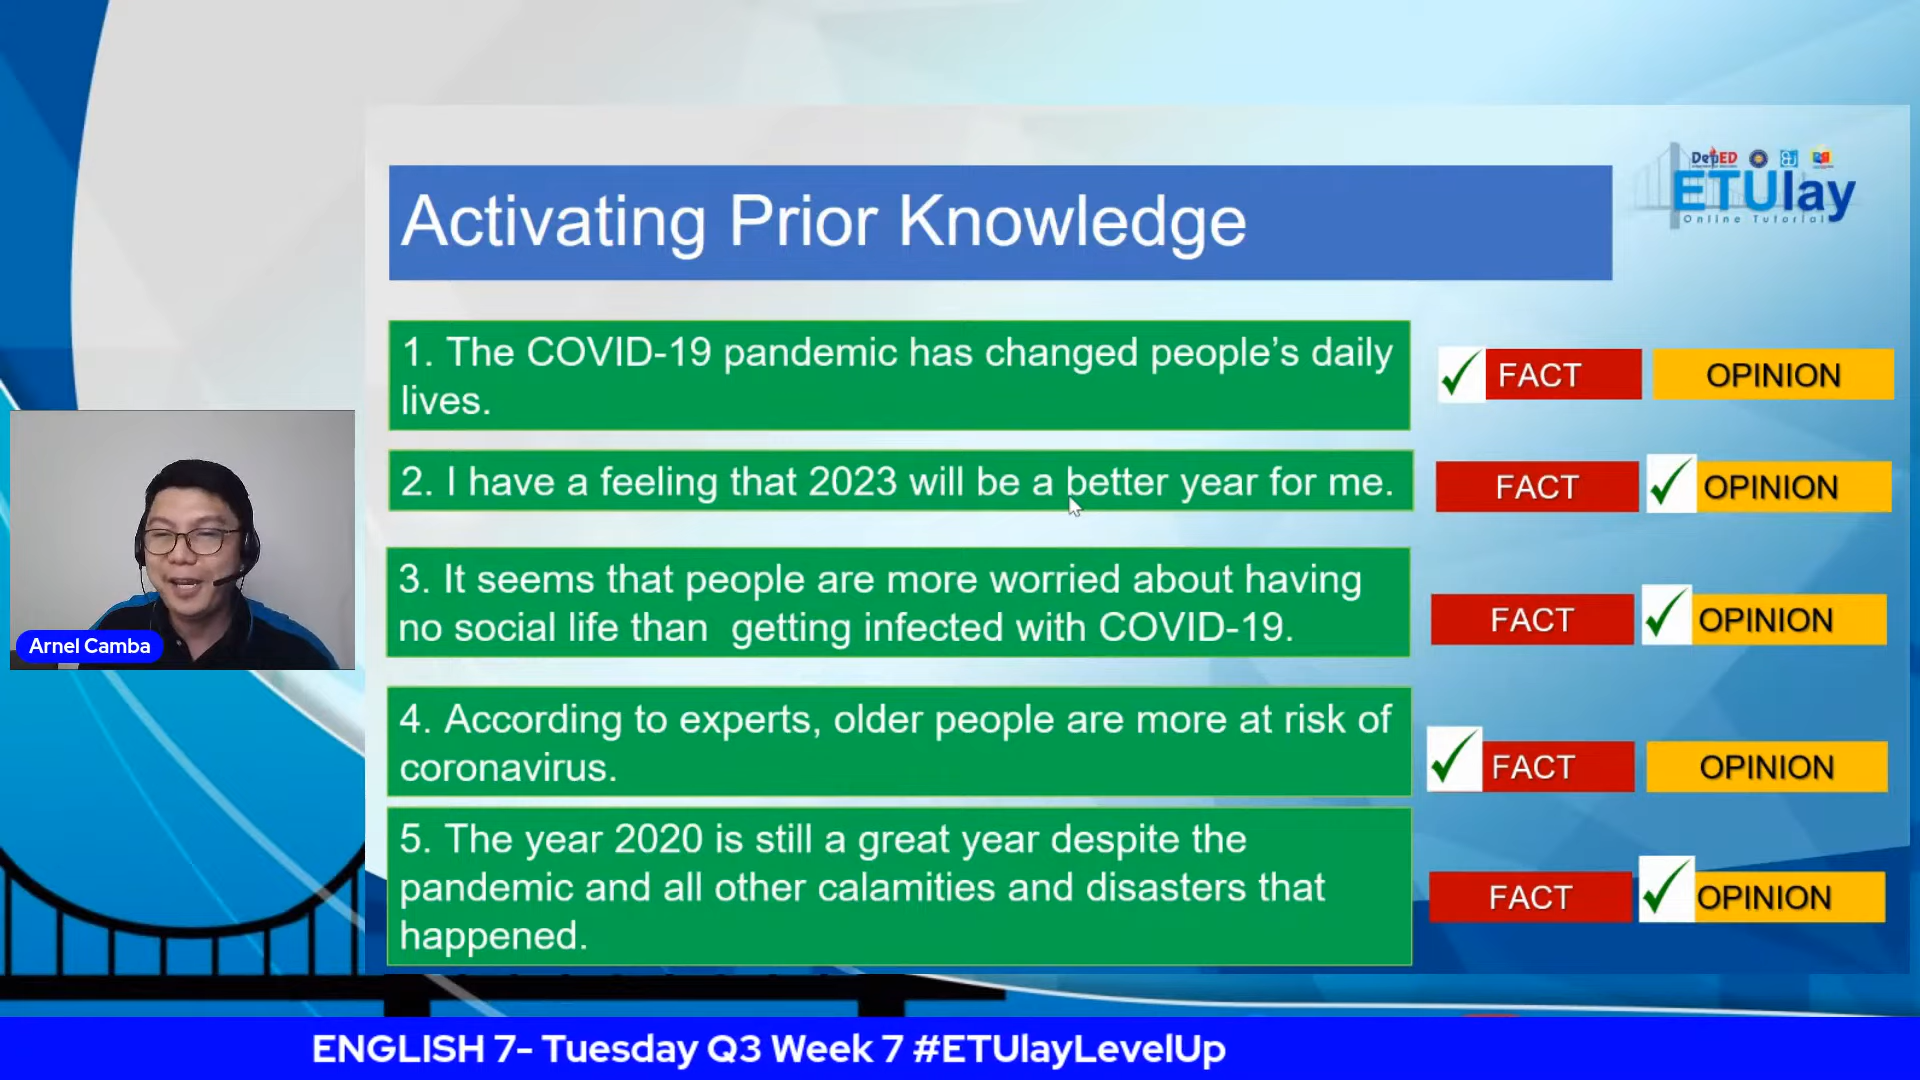 DepED
ETUlay
Online Tutorial
Activating Prior Knowledge
1. The COVID-19 pandemic has changed people’s daily
lives.
FACT OPINION
2. I have a feeling that 2023 will be a better year for me.
FACT OPINION
3. It seems that people are more worried about having
no social life than getting infected with COVID-19.
FACT OPINION
Arnel Camba
4. According to experts, older people are more at risk of
coronavirus.
FACT OPINION
5. The year 2020 is still a great year despite the
pandemic and all other calamities and disasters that
happened.
FACT OPINION
ENGLISH 7- Tuesday Q3 Week 7 #ETUlayLevelUp